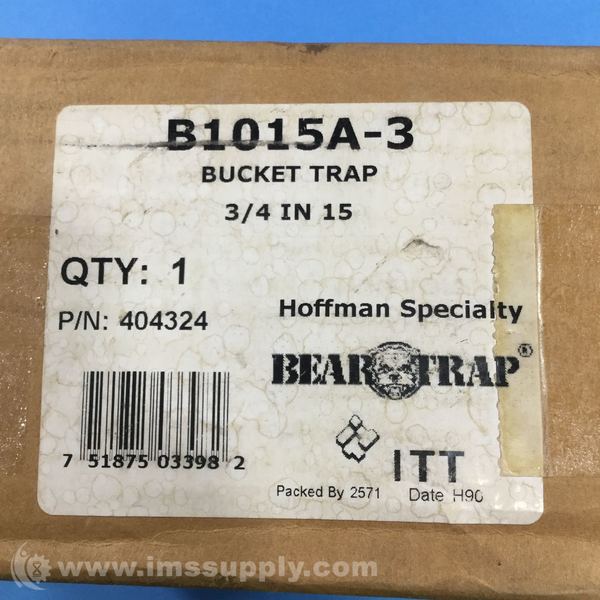 B1015A-3
BUCKET TRAP
3/4 IN 15
QTY: 1
P/N: 404324
Hoffman Specialty
BEAR TRAP®
7 51875 03398 2
ITT
Packed By 2571 Date H90
www.imssupply.com